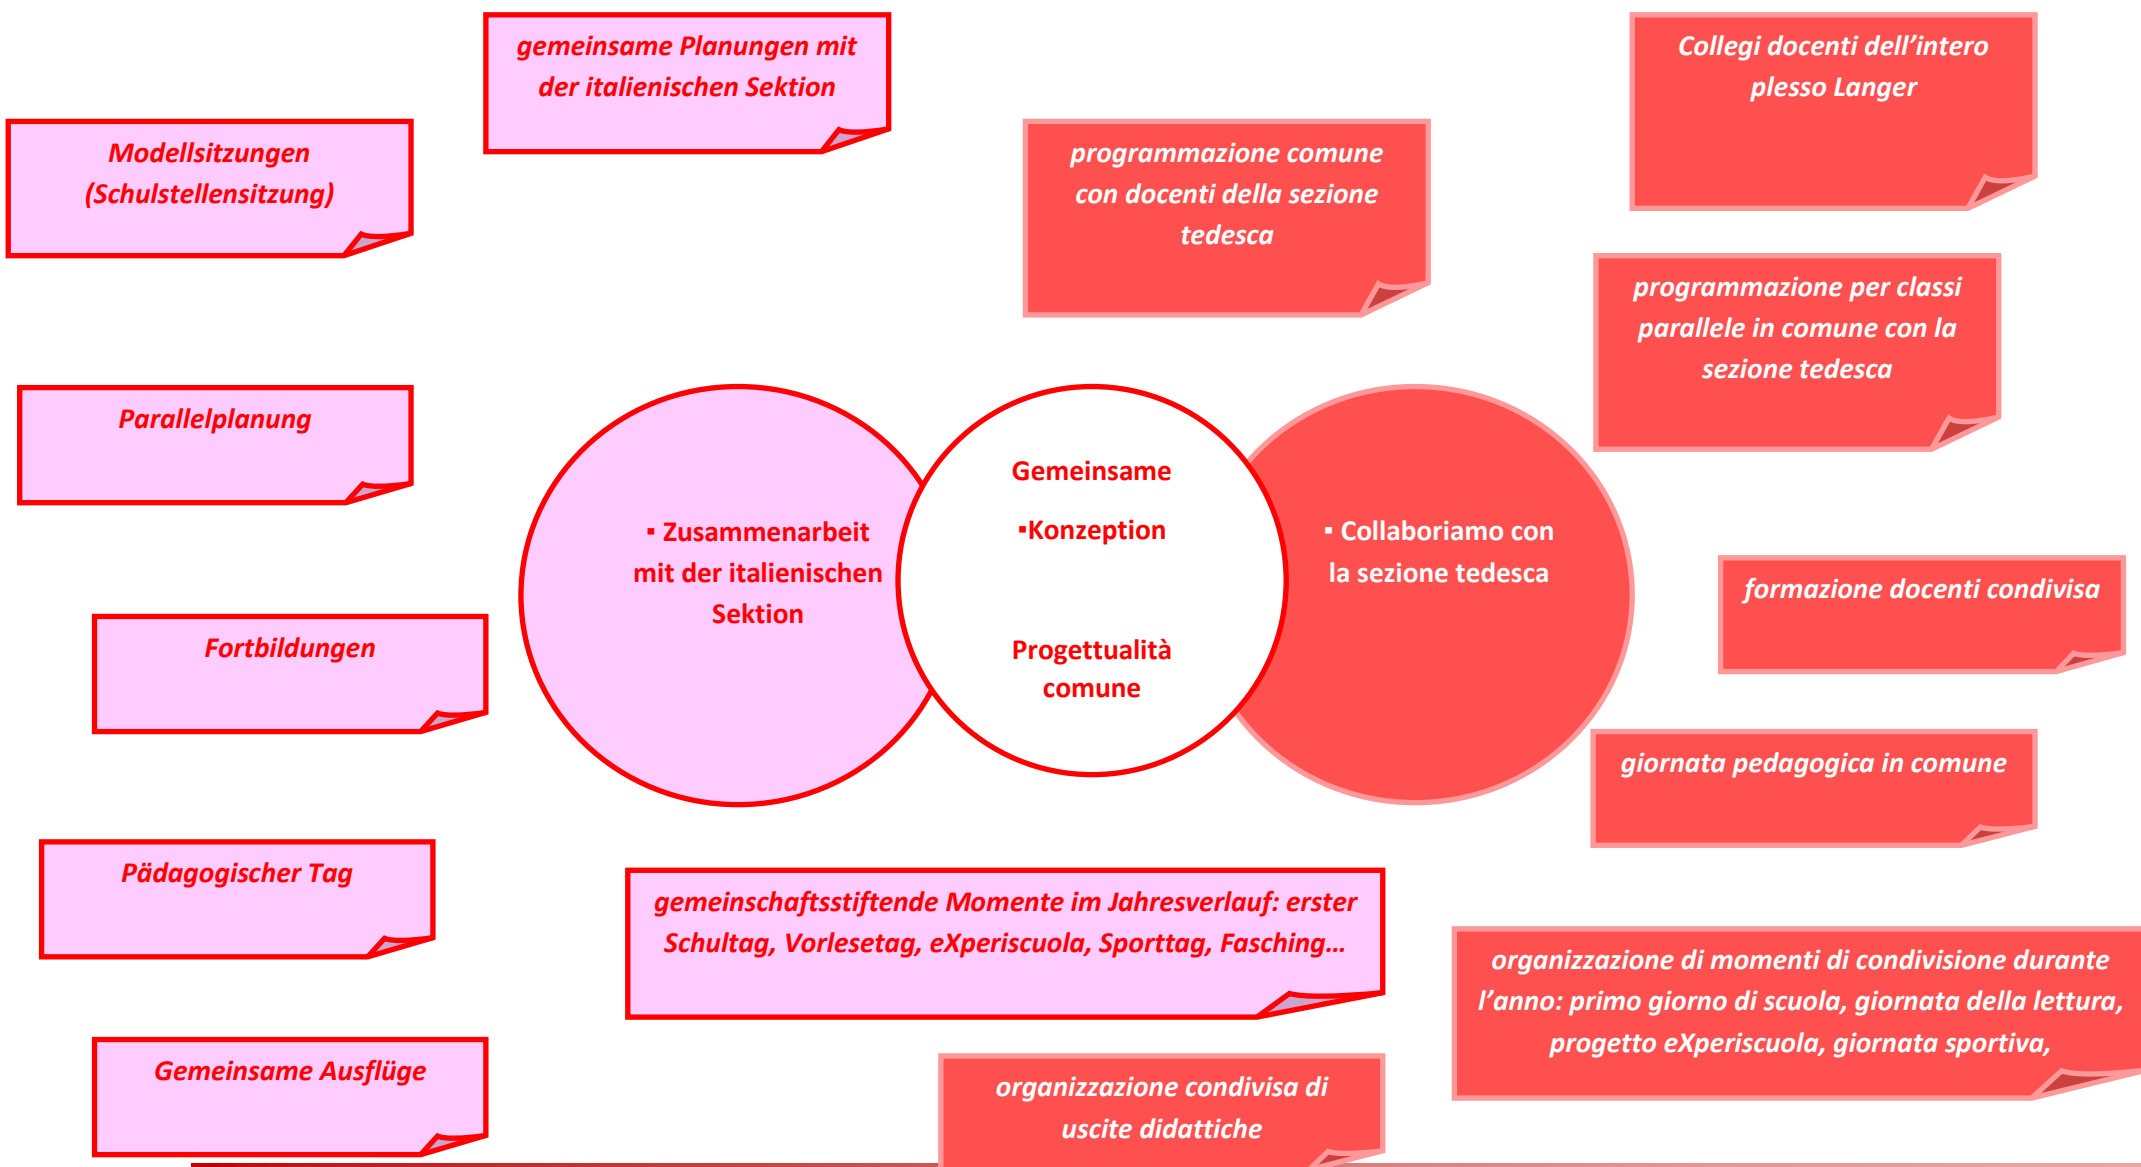 gemeinsame Planungen mit
der italienischen Sektion
Collegi docenti dell’intero
plesso Langer
Modellsitzungen
(Schulstellensitzung)
programmazione comune
con docenti della sezione
tedesca
programmazione per classi
parallele in comune con la
sezione tedesca
Parallelplanung
▪ Zusammenarbeit
mit der italienischen
Sektion
Gemeinsame
▪Konzeption
Progettualità
comune
▪ Collaboriamo con
la sezione tedesca
formazione docenti condivisa
Fortbildungen
giornata pedagogica in comune
Pädagogischer Tag
gemeinschaftsstiftende Momente im Jahresverlauf: erster
Schultag, Vorlesetag, eXperiscuola, Sporttag, Fasching…
organizzazione di momenti di condivisione durante
l’anno: primo giorno di scuola, giornata della lettura,
progetto eXperiscuola, giornata sportiva,
Gemeinsame Ausflüge
organizzazione condivisa di
uscite didattiche